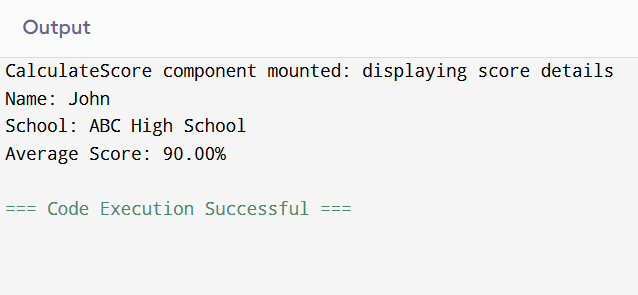 Output
CalculateScore component mounted: displaying score details
Name: John
School: ABC High School
Average Score: 90.00%
=== Code Execution Successful ===